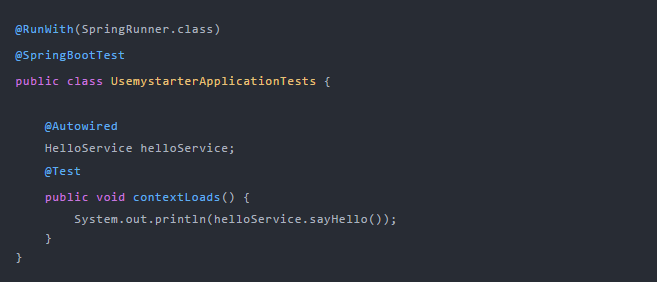 @RunWith(SpringRunner.class)
@SpringBootTest
public class UsemystarterApplicationTests {
@Autowired
HelloService helloService;
@Test
public void contextLoads() {
System.out.println(helloService.sayHello());
}
}